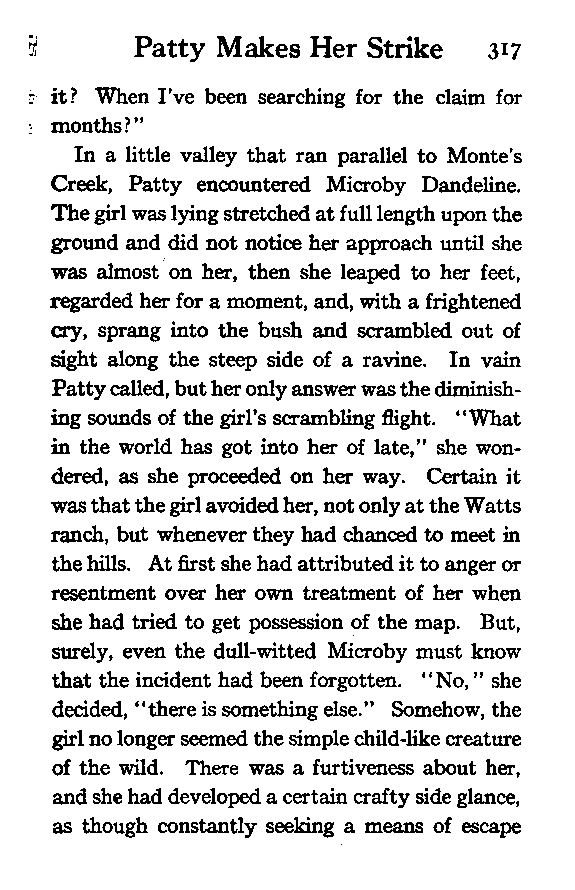 Patty Makes Her Strike 317
it? When I've been searching for the claim for
months?"
In a little valley that ran parallel to Monte's
Creek, Patty encountered Microby Dandeline.
The girl was lying stretched at full length upon the
ground and did not notice her approach until she
was almost on her, then she leaped to her feet,
regarded her for a moment, and, with a frightened
cry, sprang into the bush and scrambled out of
sight along the steep side of a ravine. In vain
Patty called, but her only answer was the diminish-
ing sounds of the girl's scrambling flight. "What
in the world has got into her of late," she won-
dered, as she proceeded on her way. Certain it
was that the girl avoided her, not only at the Watts
ranch, but whenever they had chanced to meet in
the hills. At first she had attributed it to anger or
resentment over her own treatment of her when
she had tried to get possession of the map. But,
surely, even the dull-witted Microby must know
that the incident had been forgotten. "No," she
decided, "there is something else." Somehow, the
girl no longer seemed the simple child-like creature
of the wild. There was a furtiveness about her,
and she had developed a certain crafty side glance,
as though constantly seeking a means of escape